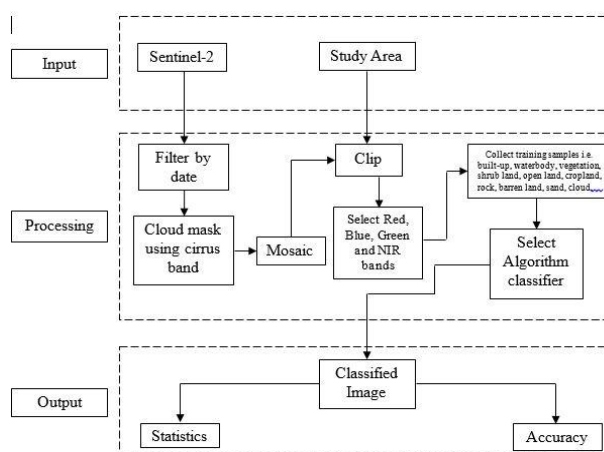 Input
Sentinel-2
Study Area
Processing
Filter by
date
Cloud mask
using cirrus
band
Mosaic
Clip
Select Red,
Blue, Green
and NIR
bands
Collect training samples i.e.
built-up, waterbody, vegetation,
shrub land, open land, cropland,
rock, barren land, sand, cloud,
Select
Algorithm
classifier
Output
Classified
Image
Statistics
Accuracy